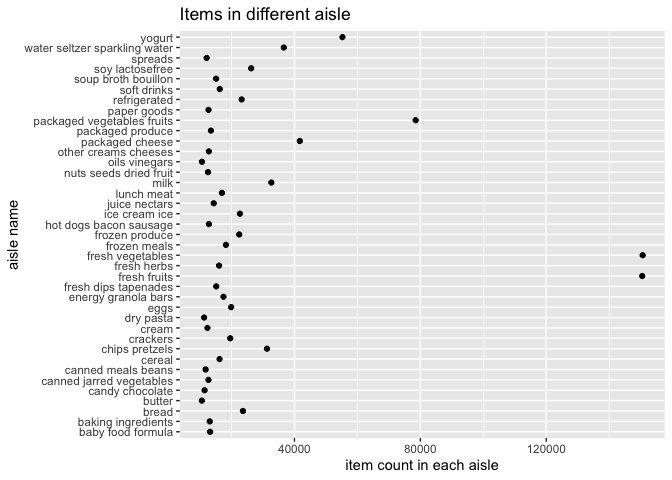 Items in different aisle
yogurt
water seltzer sparkling water
spreads
soy lactosefree
soup broth bouillon
soft drinks
refrigerated
paper goods
packaged vegetables fruits
packaged produce
packaged cheese
other creams cheeses
oils vinegars
nuts seeds dried fruit
milk
lunch meat
juice nectars
ice cream ice
hot dogs bacon sausage
frozen produce
frozen meals
fresh vegetables
fresh herbs
fresh fruits
fresh dips tapenades
energy granola bars
eggs
dry pasta
cream
crackers
chips pretzels
cereal
canned meals beans
canned jarred vegetables
candy chocolate
butter
bread
baking ingredients
baby food formula
aisle name
40000
80000
120000
item count in each aisle